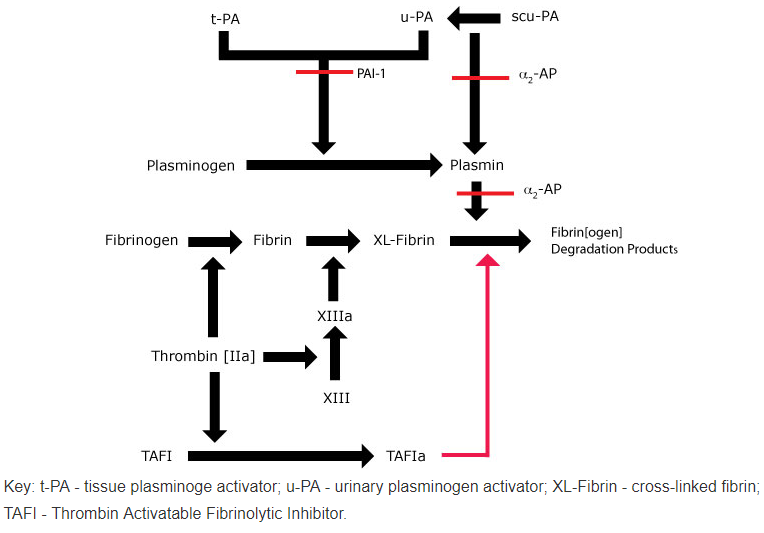 t-PA
u-PA
scu-PA
PAI-1
α2-AP
Plasminogen
Plasmin
α2-AP
Fibrinogen
Fibrin
XL-Fibrin
Fibrin[ogen]
Degradation Products
XIIIa
Thrombin [IIa]
XIII
TAFI
TAFIa
Key: t-PA - tissue plasminoge activator; u-PA - urinary plasminogen activator; XL-Fibrin - cross-linked fibrin;
TAFI - Thrombin Activatable Fibrinolytic Inhibitor.